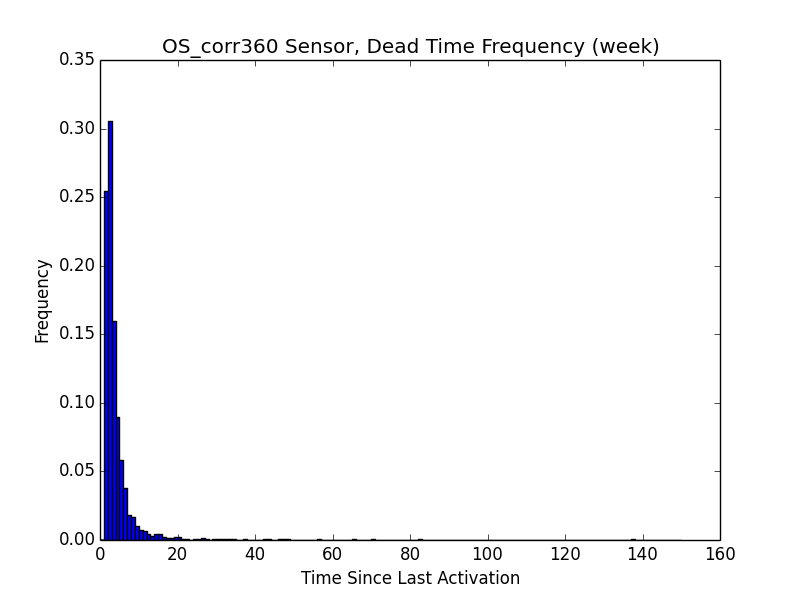 OS_corr360 Sensor, Dead Time Frequency (week)
0.35
0.30
0.25
0.20
0.15
0.10
0.05
0.00
Frequency
0 20 40 60 80 100 120 140 160
Time Since Last Activation